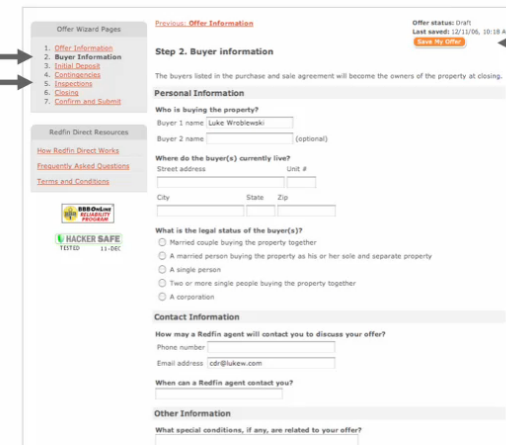 Offer Wizard Pages
1. Offer Information
2. Buyer Information
3. Initial Deposit
4. Contingencies
5. Inspections
6. Closing
7. Confirm and Submit
Redfin Direct Resources
How Redfin Direct Works
Frequently Asked Questions
Terms and Conditions
BBB OnLine
RELIABILITY
PROGRAM
HACKER SAFE
TESTED 11-DEC
Previous: Offer Information
Offer status: Draft
Last saved: 12/11/06, 10:18 A
Save My Offer
Step 2. Buyer information
The buyers listed in the purchase and sale agreement will become the owners of the property at closing.
Personal Information
Who is buying the property?
Buyer 1 name Luke Wroblewski
Buyer 2 name (optional)
Where do the buyer(s) currently live?
Street address Unit #
City State Zip
What is the legal status of the buyer(s)?
Married couple buying the property together
A married person buying the property as his or her sole and separate property
A single person
Two or more single people buying the property together
A corporation
Contact Information
How may a Redfin agent will contact you to discuss your offer?
Phone number
Email address cdr@lukew.com
When can a Redfin agent contact you?
Other Information
What special conditions, if any, are related to your offer?